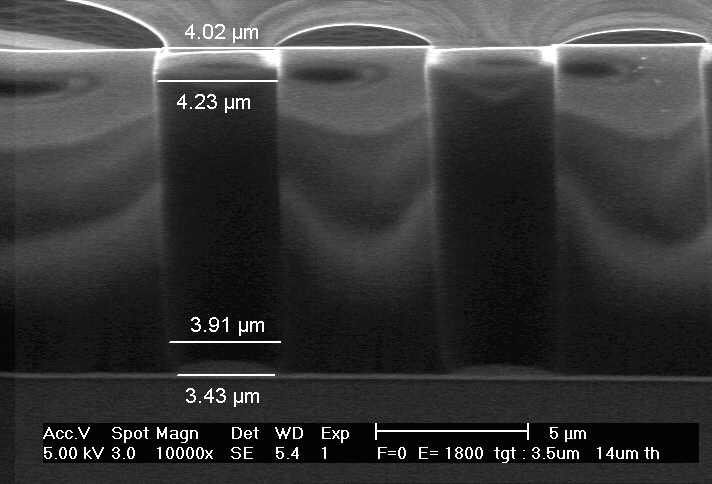 4.02 µm
4.23 µm
3.91 µm
3.43 µm
Acc.V Spot Magn Det WD Exp 5 µm
5.00 kV 3.0 10000x SE 5.4 1 F=0 E= 1800 tgt : 3.5um 14um th